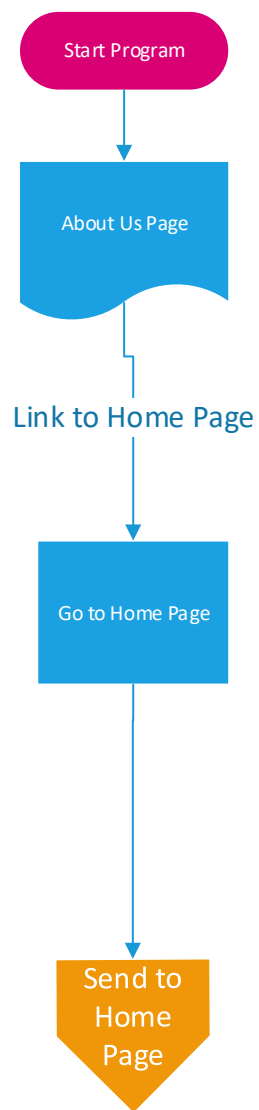 Start Program
About Us Page
Link to Home Page
Go to Home Page
Send to
Home
Page